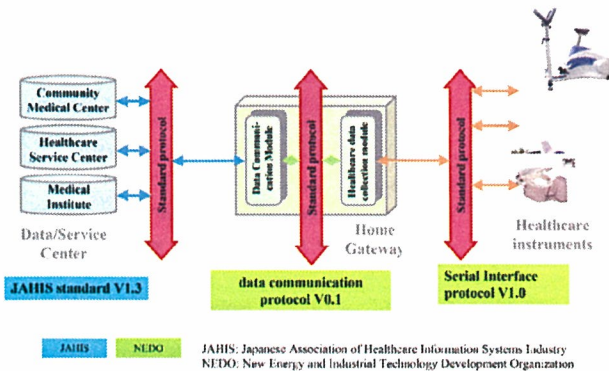 Community
Medical Center
Healthcare
Service Center
Medical
Institute
Data/Service
Center
Standard protocol
Data Communi-
cation Module
Standard protocol
Healthcare data
collection module
Home
Gateway
Standard protocol
Healthcare
instruments
JAHIS standard V1.3
data communication
protocol V0.1
Serial Interface
protocol V1.0
JAHIS
NEDO
JAHIS: Japanese Association of Healthcare Information Systems Industry
NEDO: New Energy and Industrial Technology Development Organization